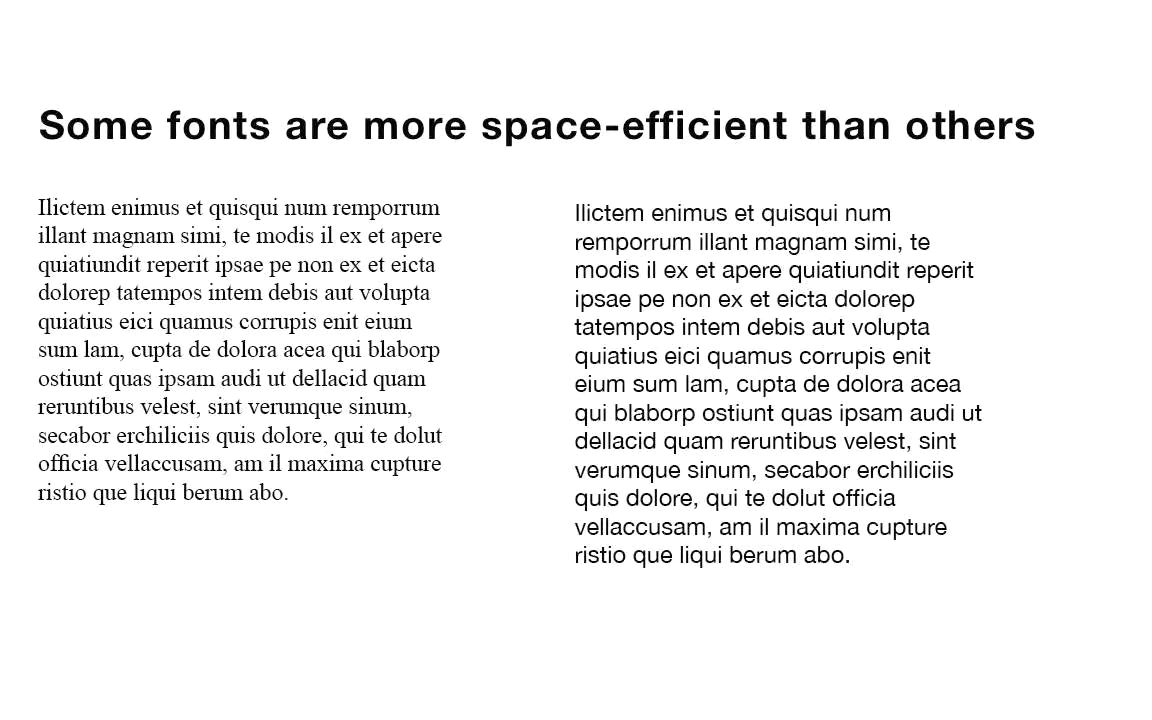 Some fonts are more space-efficient than others
Ilictem enimus et quisqui num remporrum
illant magnam simi, te modis il ex et apere
quiatiundit reperit ipsae pe non ex et eicta
dolorep tatempos intem debis aut volupta
quiatius eici quamus corrupis enit eium
sum lam, cupta de dolora acea qui blaborp
ostiunt quas ipsam audi ut dellacid quam
reruntibus velest, sint verumque sinum,
secabor erchiliciis quis dolore, qui te dolut
officia vellaccusam, am il maxima cupture
ristio que liqui berum abo.
Ilictem enimus et quisqui num
remporrum illant magnam simi, te
modis il ex et apere quiatiundit reperit
ipsae pe non ex et eicta dolorep
tatempos intem debis aut volupta
quiatius eici quamus corrupis enit
eium sum lam, cupta de dolora acea
qui blaborp ostiunt quas ipsam audi ut
dellacid quam reruntibus velest, sint
verumque sinum, secabor erchiliciis
quis dolore, qui te dolut officia
vellaccusam, am il maxima cupture
ristio que liqui berum abo.